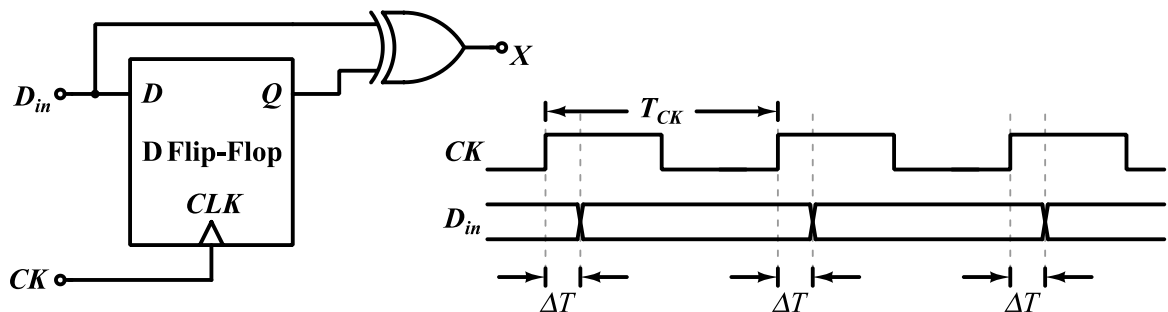 X
D_in
D
Q
D Flip-Flop
CLK
CK
T_CK
CK
D_in
ΔT
ΔT
ΔT